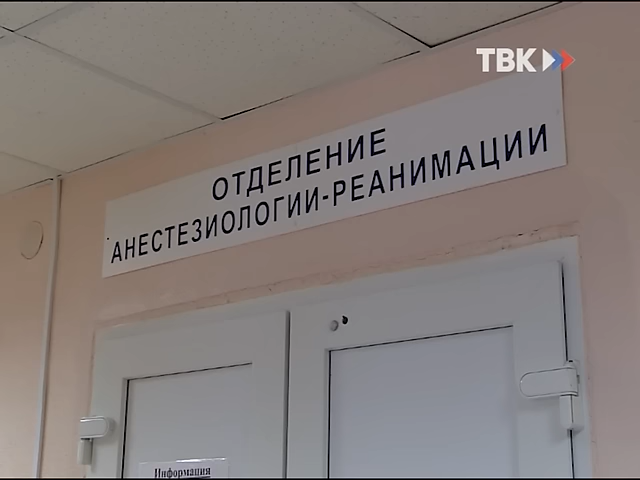 ТВК
ОТДЕЛЕНИЕ
АНЕСТЕЗИОЛОГИИ-РЕАНИМАЦИИ
Информация